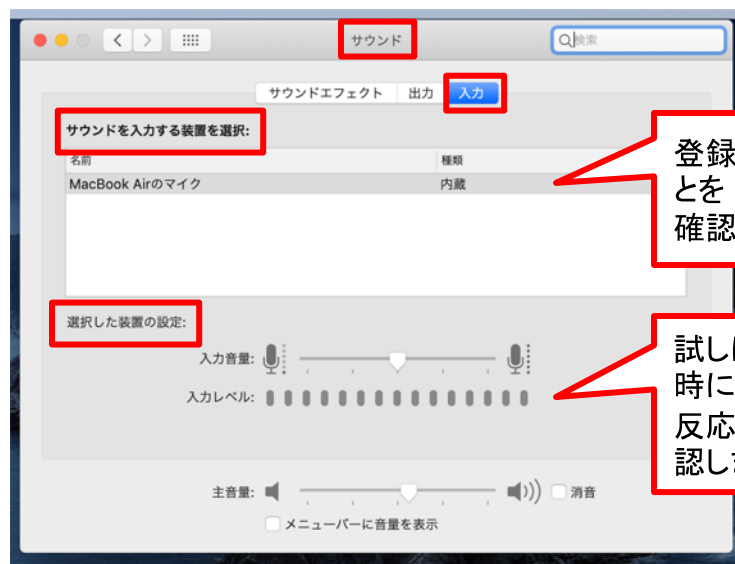 サウンド
検索
サウンドエフェクト 出力 入力
サウンドを入力する装置を選択:
名前 種類
MacBook Airのマイク 内蔵
登録
とを
確認
選択した装置の設定:
入力音量:
入力レベル:
試し
時に
反応
認し
主音量: 消音
メニューバーに音量を表示